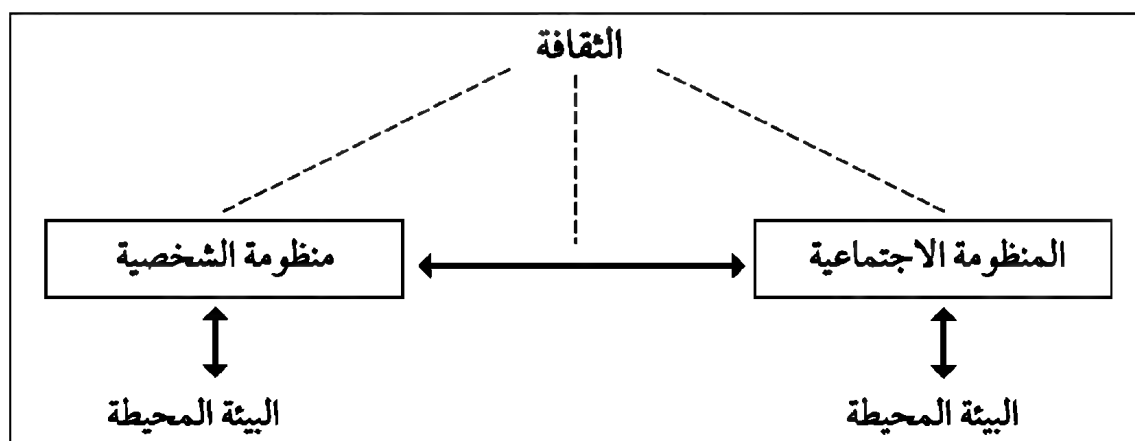 الثقافة
المنظومة الاجتماعية
منظومة الشخصية
البيئة المحيطة
البيئة المحيطة